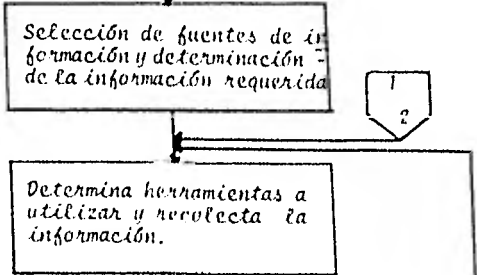 Selección de fuentes de in
formación y determinación -
de la información requerida
1
2
Determina herramientas a
utilizar y recolecta la
información.